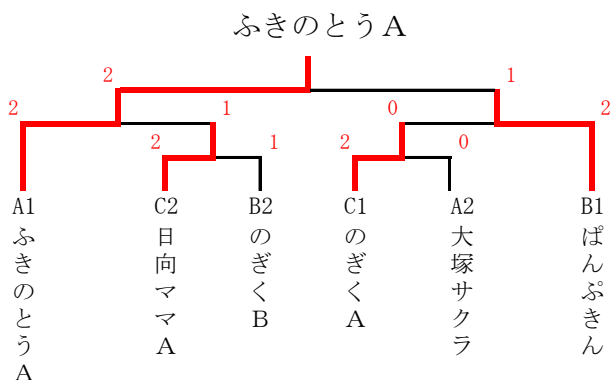 ふきのとうA
2 1
2 1 0 2
2 1 2 0
A1 C2 B2 C1 A2 B1
ふきのとうA
日向ママA
のぎくB
のぎくA
大塚サクラ
ぱんぷきん